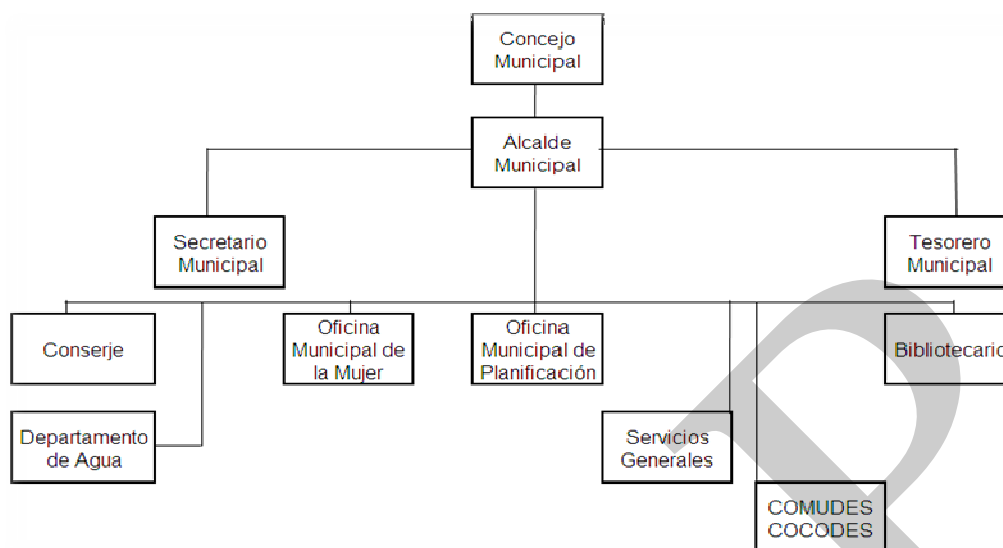 Concejo
Municipal
Alcalde
Municipal
Secretario
Municipal
Tesorero
Municipal
Conserje
Oficina
Municipal de
la Mujer
Oficina
Municipal de
Planificación
Bibliotecario
Departamento
de Agua
Servicios
Generales
COMUDES
COCODES